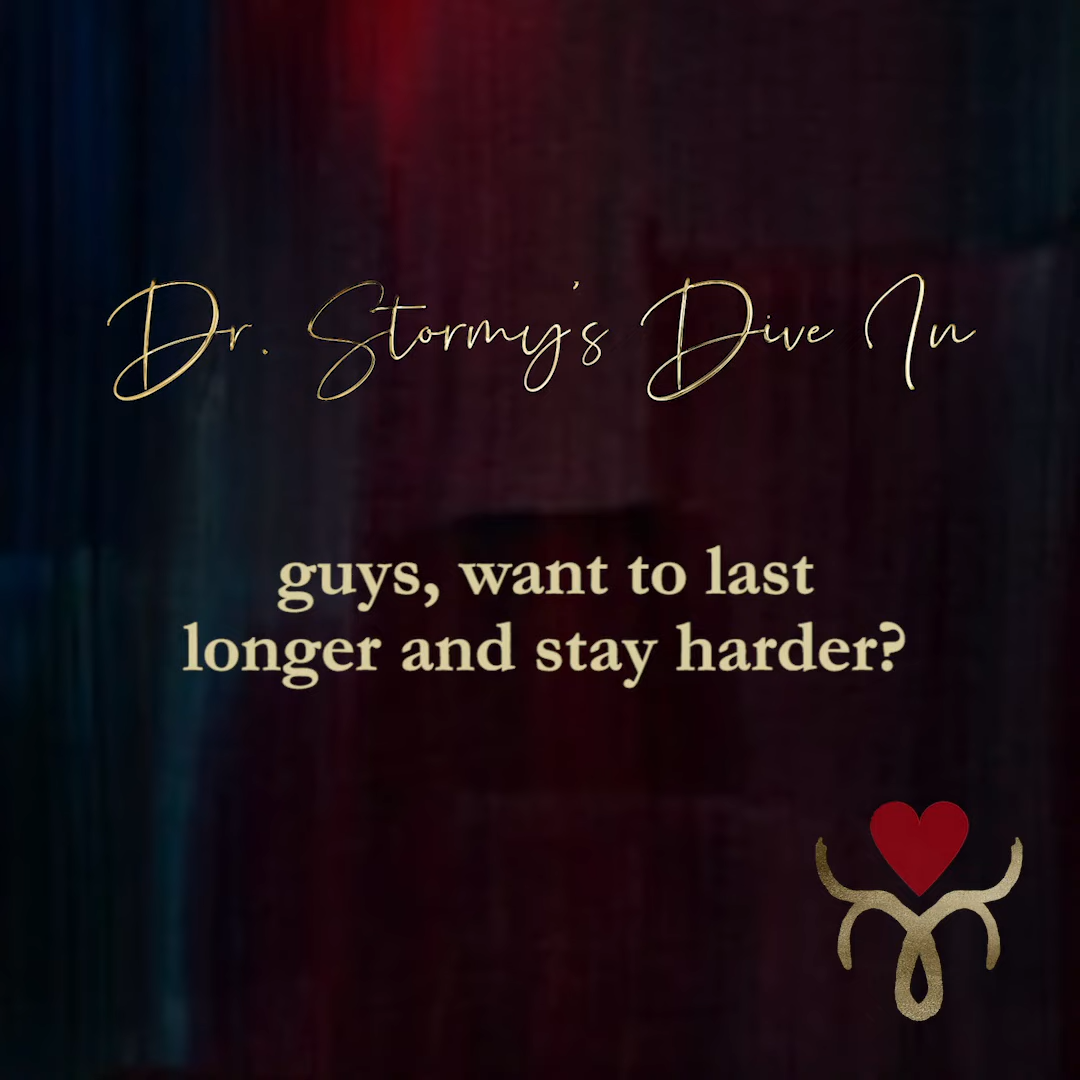 Dr. Stormy's Dive In
guys, want to last
longer and stay harder?